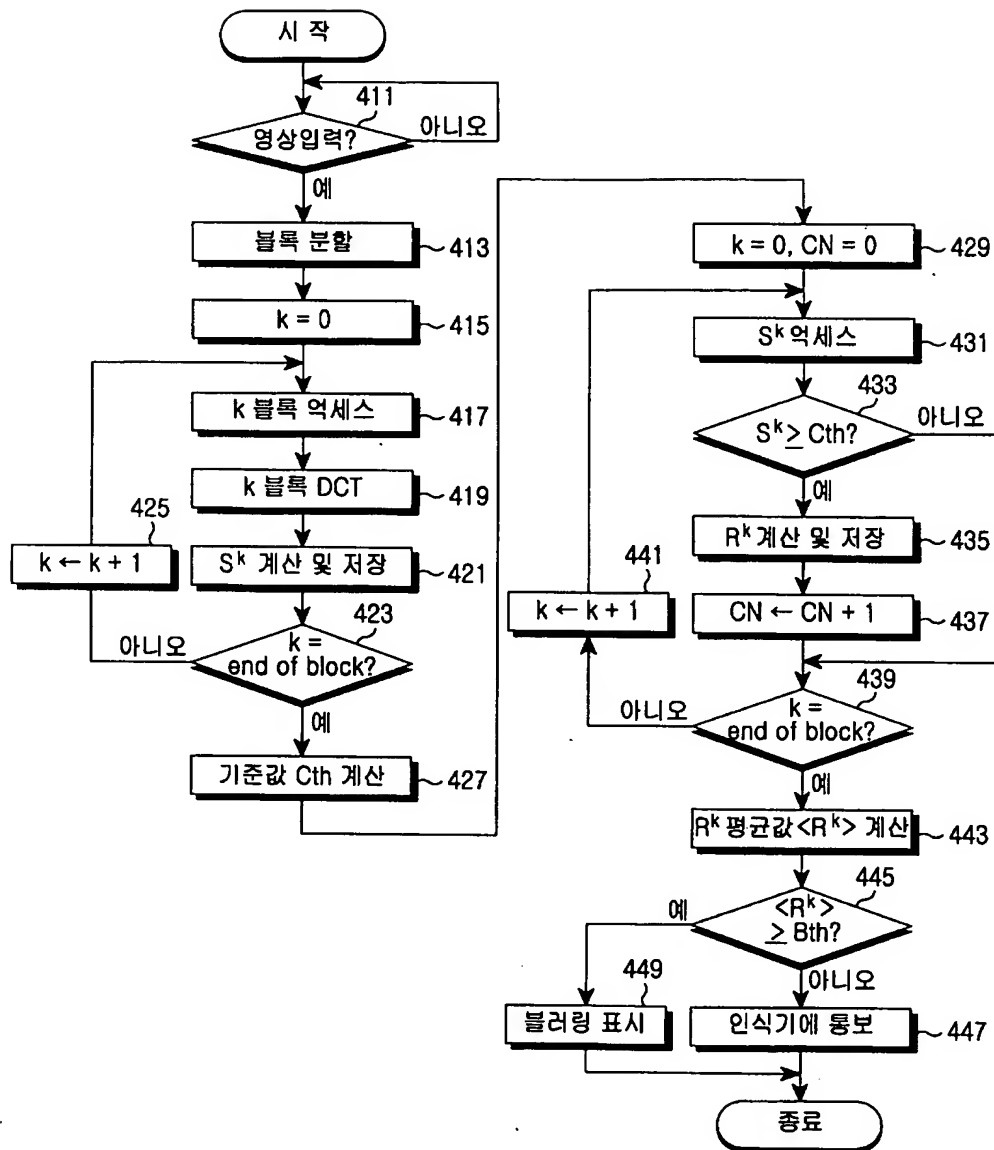 시 작
411
영상입력?
아니오
예
블록 분할
413
k = 0
415
k 블록 억세스
417
k 블록 DCT
419
425
k ← k + 1
S^k 계산 및 저장
421
423
k =
end of block?
아니오
예
기준값 Cth 계산
427
k = 0, CN = 0
429
S^k 억세스
431
433
S^k ≥ Cth?
아니오
예
R^k 계산 및 저장
435
441
k ← k + 1
CN ← CN + 1
437
439
k =
end of block?
아니오
예
R^k 평균값 <R^k> 계산
443
445
<R^k>
≥ Bth?
예
아니오
449
블러링 표시
인식기에 통보
447
종료